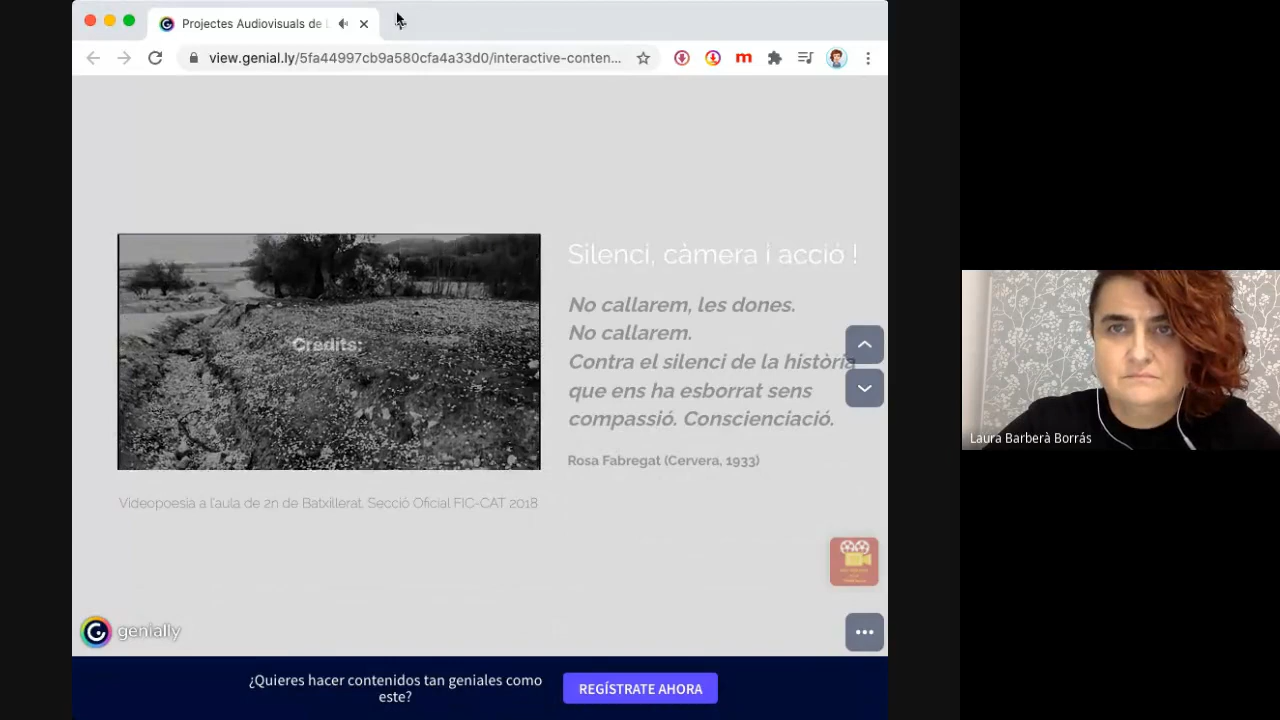 Projectes Audiovisuals de L
view.genial.ly/5fa44997cb9a580cfa4a33d0/interactive-conten...
Crèdits:
Silenci, càmera i acció !
No callarem, les dones.
No callarem.
Contra el silenci de la història
que ens ha esborrat sens
compassió. Conscienciació.
Rosa Fabregat (Cervera, 1933)
Videopoesia a l'aula de 2n de Batxillerat. Secció Oficial FIC-CAT 2018
genially
¿Quieres hacer contenidos tan geniales como
este?
REGÍSTRATE AHORA
Laura Barberà Borrás